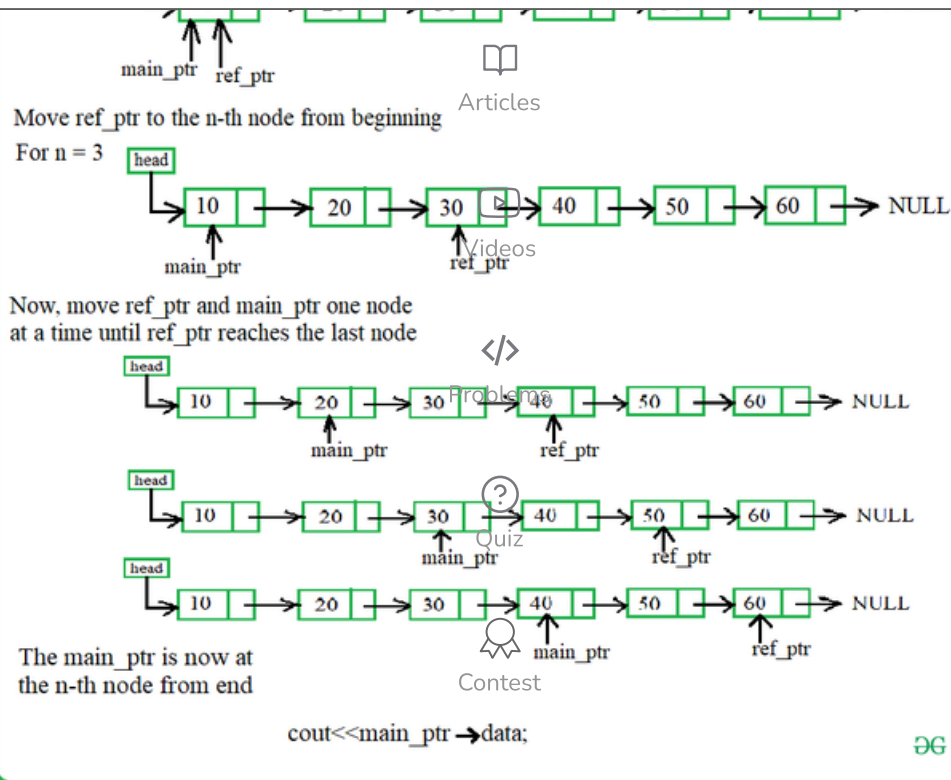 main_ptr ref_ptr
Articles
Move ref_ptr to the n-th node from beginning
For n = 3
head
10 20 30 40 50 60 NULL
Videos
main_ptr ref_ptr
Now, move ref_ptr and main_ptr one node
at a time until ref_ptr reaches the last node
head
Problems
10 20 30 40 50 60 NULL
main_ptr ref_ptr
head
10 20 30 40 50 60 NULL
Quiz
main_ptr ref_ptr
head
10 20 30 40 50 60 NULL
main_ptr ref_ptr
The main_ptr is now at
the n-th node from end
Contest
cout<<main_ptr →data;